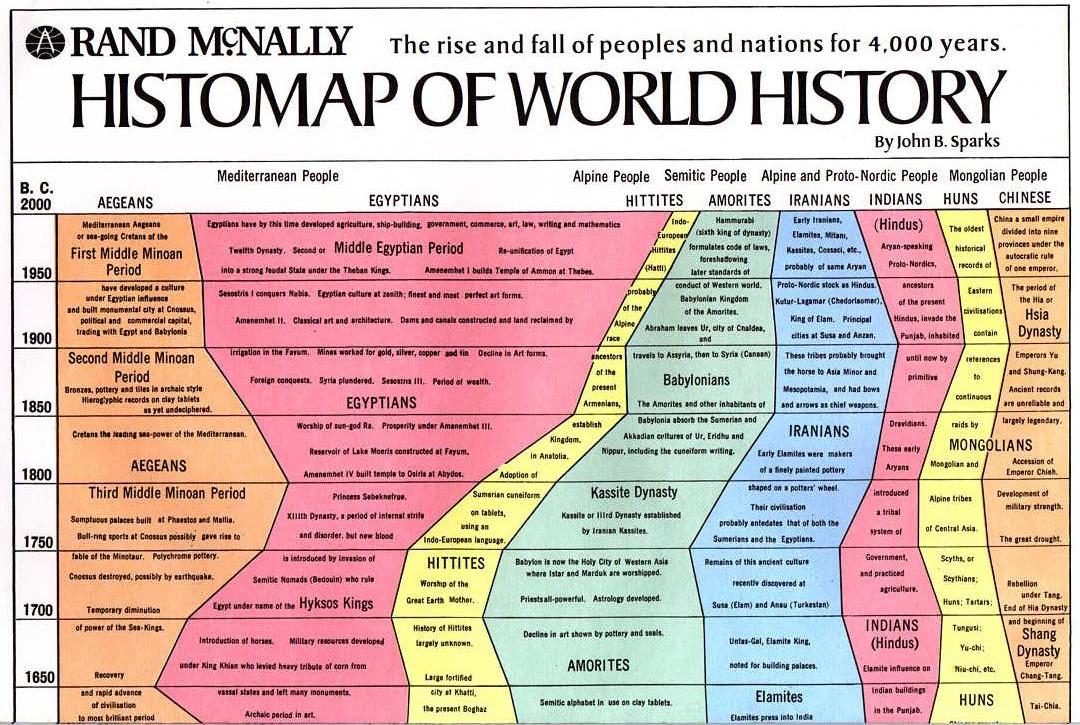 RAND McNALLY
The rise and fall of peoples and nations for 4,000 years.
HISTOMAP OF WORLD HISTORY
By John B. Sparks
Mediterranean People
Alpine People
Semitic People
Alpine and Proto-Nordic People
Mongolian People
B. C.
2000
AEGEANS
EGYPTIANS
HITTITES
AMORITES
IRANIANS
INDIANS
HUNS
CHINESE
1950
1900
1850
1800
1750
1700
1650
Mediterranean Aegeans
or sea-going Cretans of the
First Middle Minoan
Period
have developed a culture
under Egyptian influence
and built monumental city at Cnossus,
political and commercial capital,
trading with Egypt and Babylonia
Second Middle Minoan
Period
Bronzes, pottery and tiles in archaic style
Hieroglyphic records on clay tablets
as yet undeciphered.
Cretans the leading sea-power of the Mediterranean.
AEGEANS
Third Middle Minoan Period
Sumptuous palaces built at Phaestos and Mallia.
Bull-ring sports at Cnossus possibly gave rise to
fable of the Minotaur. Polychrome pottery.
Cnossus destroyed, possibly by earthquake.
Temporary diminution
of power of the Sea-Kings.
Recovery
and rapid advance
of civilisation
to most brilliant period
Egyptians have by this time developed agriculture, ship-building, government, commerce, art, law, writing and mathematics
Twelfth Dynasty. Second or Middle Egyptian Period Re-unification of Egypt
into a strong feudal State under the Theban Kings. Amenemhet I builds Temple of Ammon at Thebes.
Sesostris I conquers Nubia. Egyptian culture at zenith; finest and most perfect art forms.
Amenemhet II. Classical art and architecture. Dams and canals constructed and land reclaimed by
irrigation in the Fayum. Mines worked for gold, silver, copper and tin Decline in Art forms.
Foreign conquests. Syria plundered. Sesostris III. Period of wealth.
EGYPTIANS
Worship of sun-god Ra. Prosperity under Amenemhet III.
Reservoir of Lake Moeris constructed at Fayum.
Amenemhet IV built temple to Osiris at Abydos.
Princess Sebeknefrue.
XIIIth Dynasty, a period of internal strife
and disorder, but new blood
is introduced by invasion of
Semitic Nomads (Bedouin) who rule
Egypt under name of the Hyksos Kings
Introduction of horses. Military resources developed
under King Khian who levied heavy tribute of corn from
vassal states and left many monuments.
Archaic period in art.
Indo-
European
Hittites
(Hatti)
probably
of the
Alpine
race
ancestors
of the
present
Armenians,
establish
Kingdom.
in Anatolia.
Adoption of
Sumerian cuneiform
on tablets,
using an
Indo-European language.
HITTITES
Worship of the
Great Earth Mother.
History of Hittites
largely unknown.
Large fortified
city at Khatti,
the present Boghaz
Hammurabi
(sixth king of dynasty)
formulates code of laws,
foreshadowing
later standards of
conduct of Western world.
Babylonian Kingdom
of the Amorites.
Abraham leaves Ur, city of Cnaldea,
and
travels to Assyria, then to Syria (Canaan)
Babylonians
The Amorites and other inhabitants of
Babylonia absorb the Sumerian and
Akkadian cultures of Ur, Eridhu and
Nippur, including the cuneiform writing.
Kassite Dynasty
Kassite or IIIrd Dynasty established
by Iranian Kassites.
Babylon is now the Holy City of Western Asia
where Istar and Marduk are worshipped.
Priests all-powerful. Astrology developed.
Decline in art shown by pottery and seals.
AMORITES
Semitic alphabet in use on clay tablets.
Early Iranians,
Elamites, Mitani,
Kassites, Cossaci, etc.,
probably of same Aryan
Proto-Nordic stock as Hindus.
Kutur-Lagamar (Chedorlaomer),
King of Elam. Principal
cities at Susa and Anzan.
These tribes probably brought
the horse to Asia Minor and
Mesopotamia, and had bows
and arrows as chief weapons.
IRANIANS
Early Elamites were makers
of a finely painted pottery
shaped on a potters' wheel.
Their civilisation
probably antedates that of both the
Sumerians and the Egyptians.
Remains of this ancient culture
recently discovered at
Susa (Elam) and Anau (Turkestan)
Untas-Gal, Elamite King,
noted for building palaces.
Elamites
Elamites press into India
(Hindus)
Aryan-speaking
Proto-Nordics,
ancestors
of the present
Hindus, invade the
Punjab, inhabited
until now by
primitive
Dravidians.
These early
Aryans
introduced
a tribal
system of
Government,
and practiced
agriculture.
INDIANS
(Hindus)
Elamite influence on
Indian buildings
in the Punjab.
The oldest
historical
records of
Eastern
civilisations
contain
references
to
continuous
raids by
MONGOLIANS
Mongolian and
Alpine tribes
of Central Asia.
Scyths, or
Scythians;
Huns; Tartars;
Tungusi;
Yu-chi;
Niu-chi, etc.
HUNS
China a small empire
divided into nine
provinces under the
autocratic rule
of one emperor.
The period of
the Hia or
Hsia
Dynasty
Emperors Yu
and Shung-Kang.
Ancient records
are unreliable and
largely legendary.
Accession of
Emperor Chieh.
Development of
military strength.
The great drought.
Rebellion
under Tang.
End of Hia Dynasty
and beginning of
Shang
Dynasty
Emperor
Chang-Tang.
Tai-Chia.